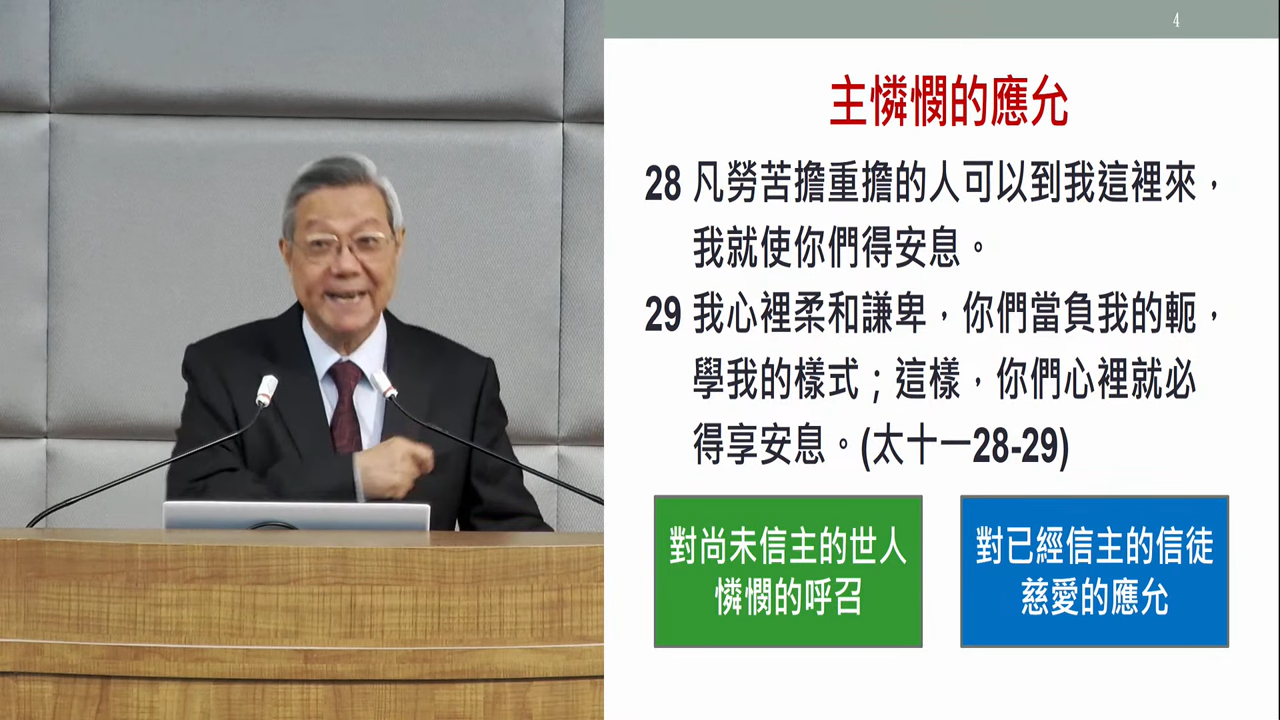 4
主憐憫的應允
28 凡勞苦擔重擔的人可以到我這裡來，
我就使你們得安息。
29 我心裡柔和謙卑，你們當負我的軛，
學我的樣式；這樣，你們心裡就必
得享安息。(太十一28-29)
對尚未信主的世人
憐憫的呼召
對已經信主的信徒
慈愛的應允